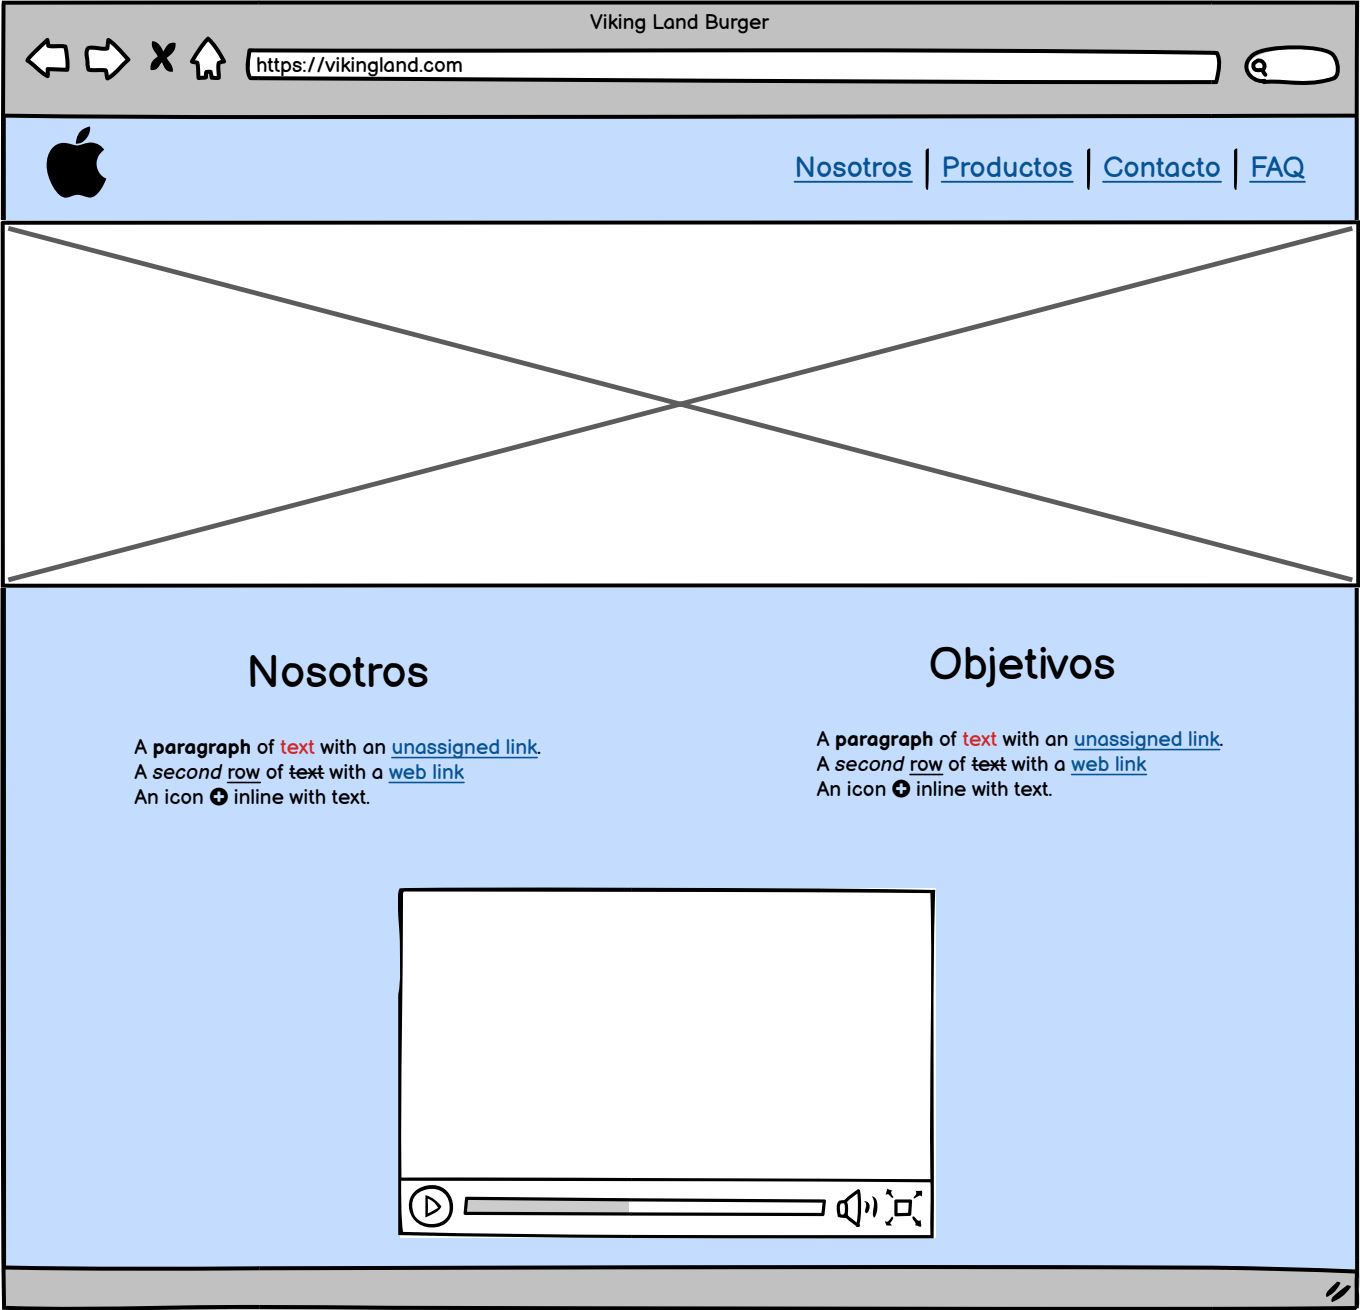 Viking Land Burger
https://vikingland.com
Nosotros | Productos | Contacto | FAQ
Nosotros
A paragraph of text with an unassigned link.
A second row of text with a web link
An icon inline with text.
Objetivos
A paragraph of text with an unassigned link.
A second row of text with a web link
An icon inline with text.